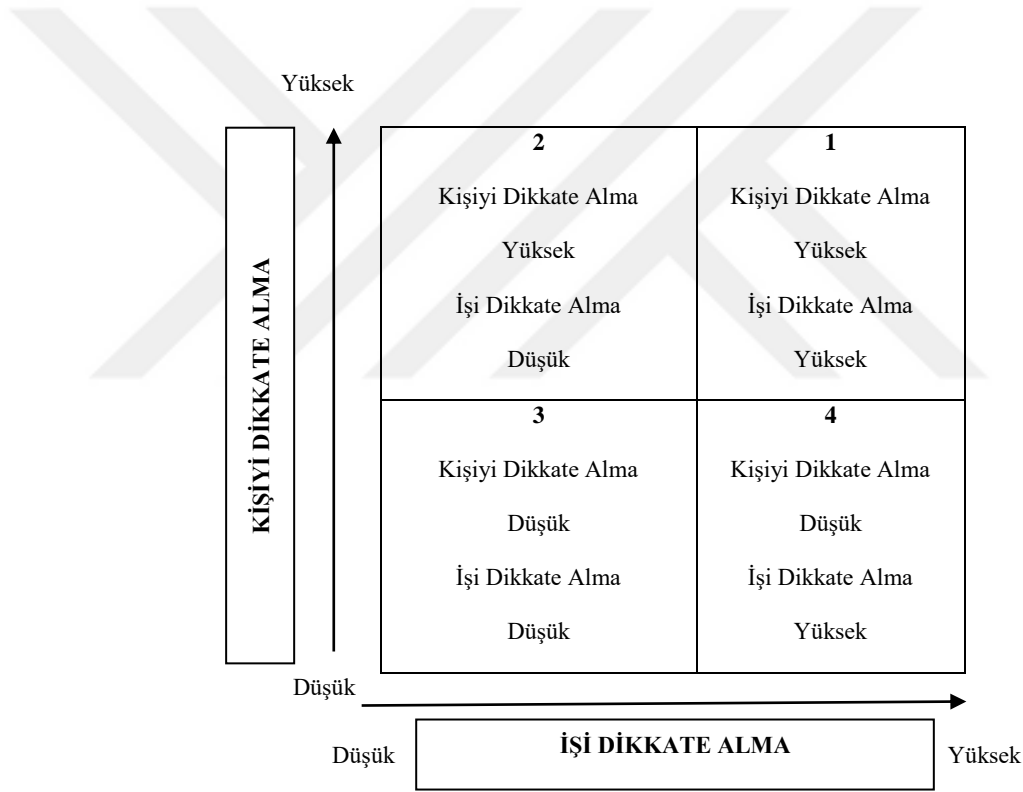 Yüksek
KİŞİYİ DİKKATE ALMA
2
Kişiyi Dikkate Alma
Yüksek
İşi Dikkate Alma
Düşük
1
Kişiyi Dikkate Alma
Yüksek
İşi Dikkate Alma
Yüksek
3
Kişiyi Dikkate Alma
Düşük
İşi Dikkate Alma
Düşük
4
Kişiyi Dikkate Alma
Düşük
İşi Dikkate Alma
Yüksek
Düşük
Düşük
İŞİ DİKKATE ALMA
Yüksek